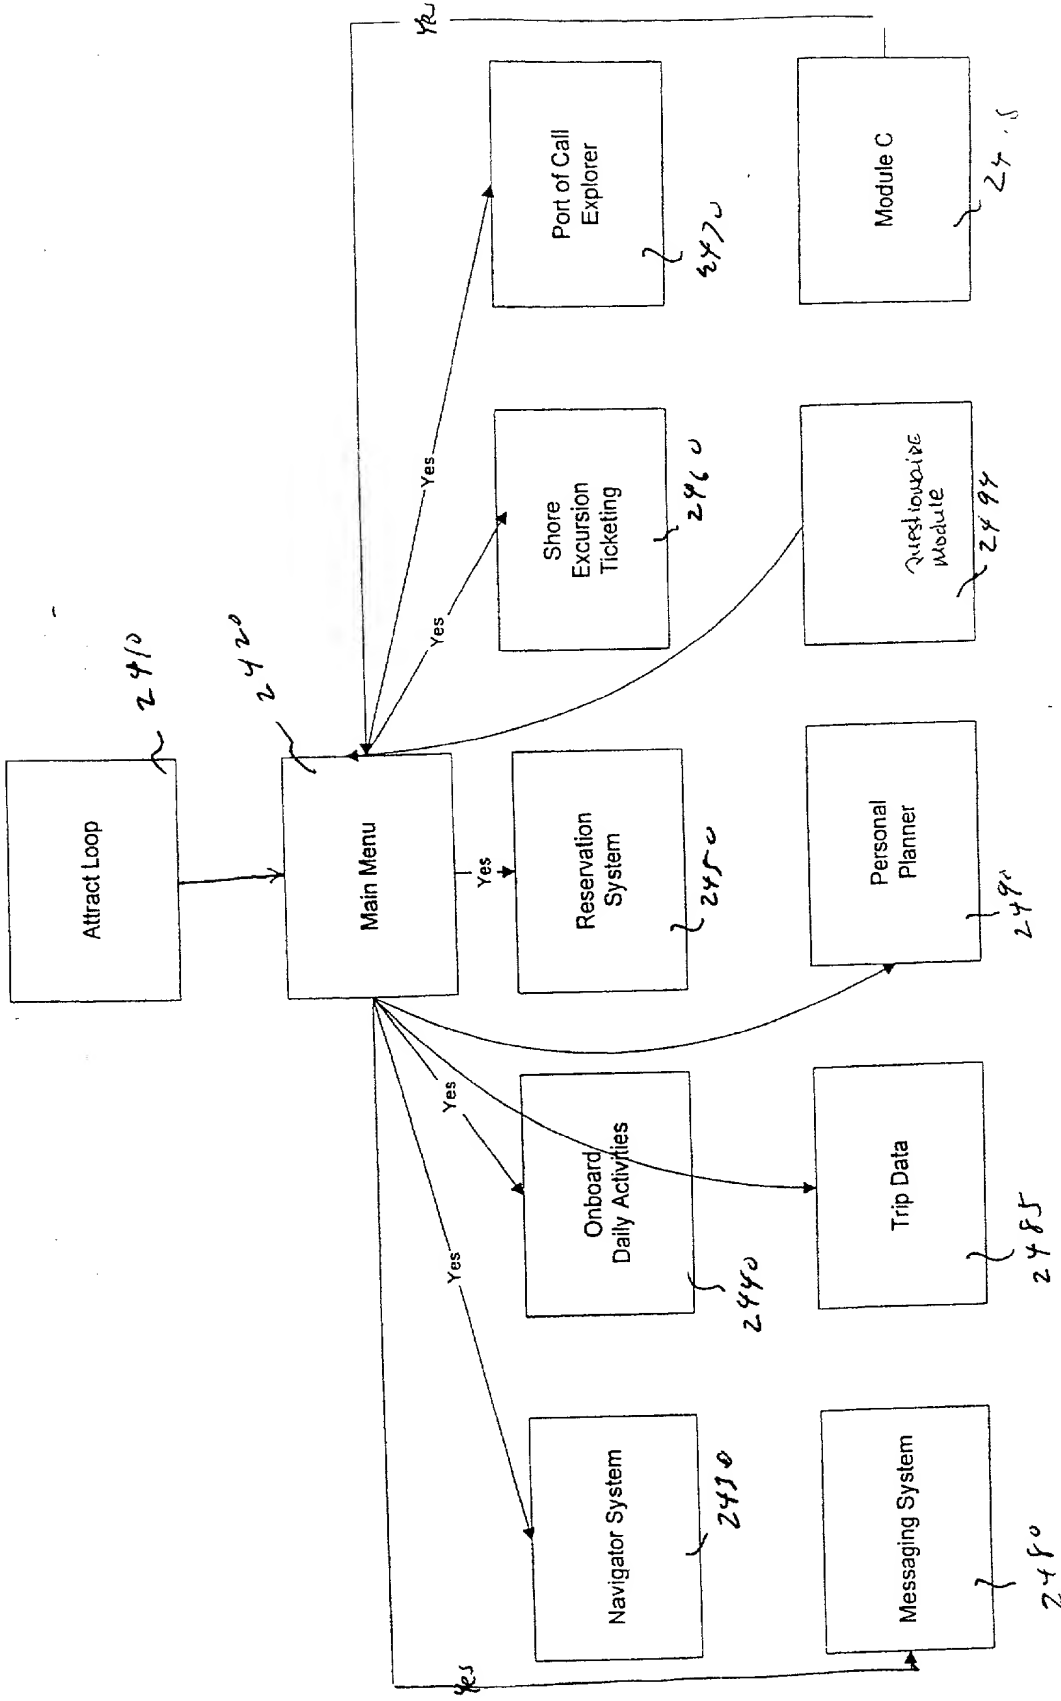 Attract Loop
2410
Main Menu
2420
Yes
Yes
Yes
Yes
Yes
Yes
Navigator System
2430
Onboard
Daily Activities
2440
Reservation
System
2450
Shore
Excursion
Ticketing
2460
Port of Call
Explorer
2470
Messaging System
2480
Trip Data
2485
Personal
Planner
Questionaire
Module
2494
Module C